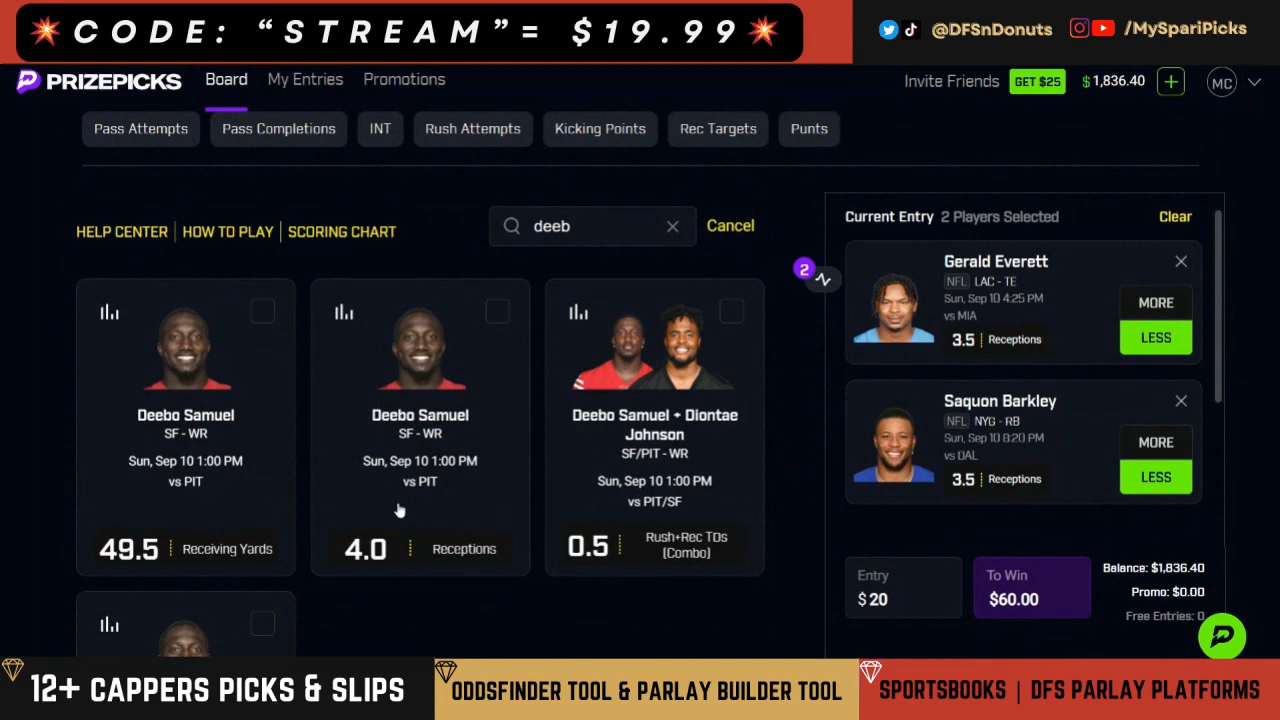 CODE: “STREAM”= $19.99
@DFSnDonuts
/MySpariPicks
PRIZEPICKS
Board
My Entries
Promotions
Invite Friends
GET $25
$1,836.40
+
MC
Pass Attempts
Pass Completions
INT
Rush Attempts
Kicking Points
Rec Targets
Punts
HELP CENTER
HOW TO PLAY
SCORING CHART
deeb
Cancel
Deebo Samuel
SF - WR
Sun, Sep 10 1:00 PM
vs PIT
49.5
Receiving Yards
Deebo Samuel
SF - WR
Sun, Sep 10 1:00 PM
vs PIT
4.0
Receptions
Deebo Samuel + Diontae
Johnson
SF/PIT - WR
Sun, Sep 10 1:00 PM
vs PIT/SF
0.5
Rush+Rec TDs
(Combo)
2
Current Entry 2 Players Selected
Clear
Gerald Everett
NFL LAC - TE
Sun, Sep 10 4:25 PM
vs MIA
3.5 Receptions
MORE
LESS
Saquon Barkley
NFL NYG - RB
Sun, Sep 10 8:20 PM
vs DAL
3.5 Receptions
MORE
LESS
Entry
$ 20
To Win
$60.00
Balance: $1,836.40
Promo: $0.00
Free Entries: 0
12+ CAPPERS PICKS & SLIPS
ODDSFINDER TOOL & PARLAY BUILDER TOOL
SPORTSBOOKS | DFS PARLAY PLATFORMS